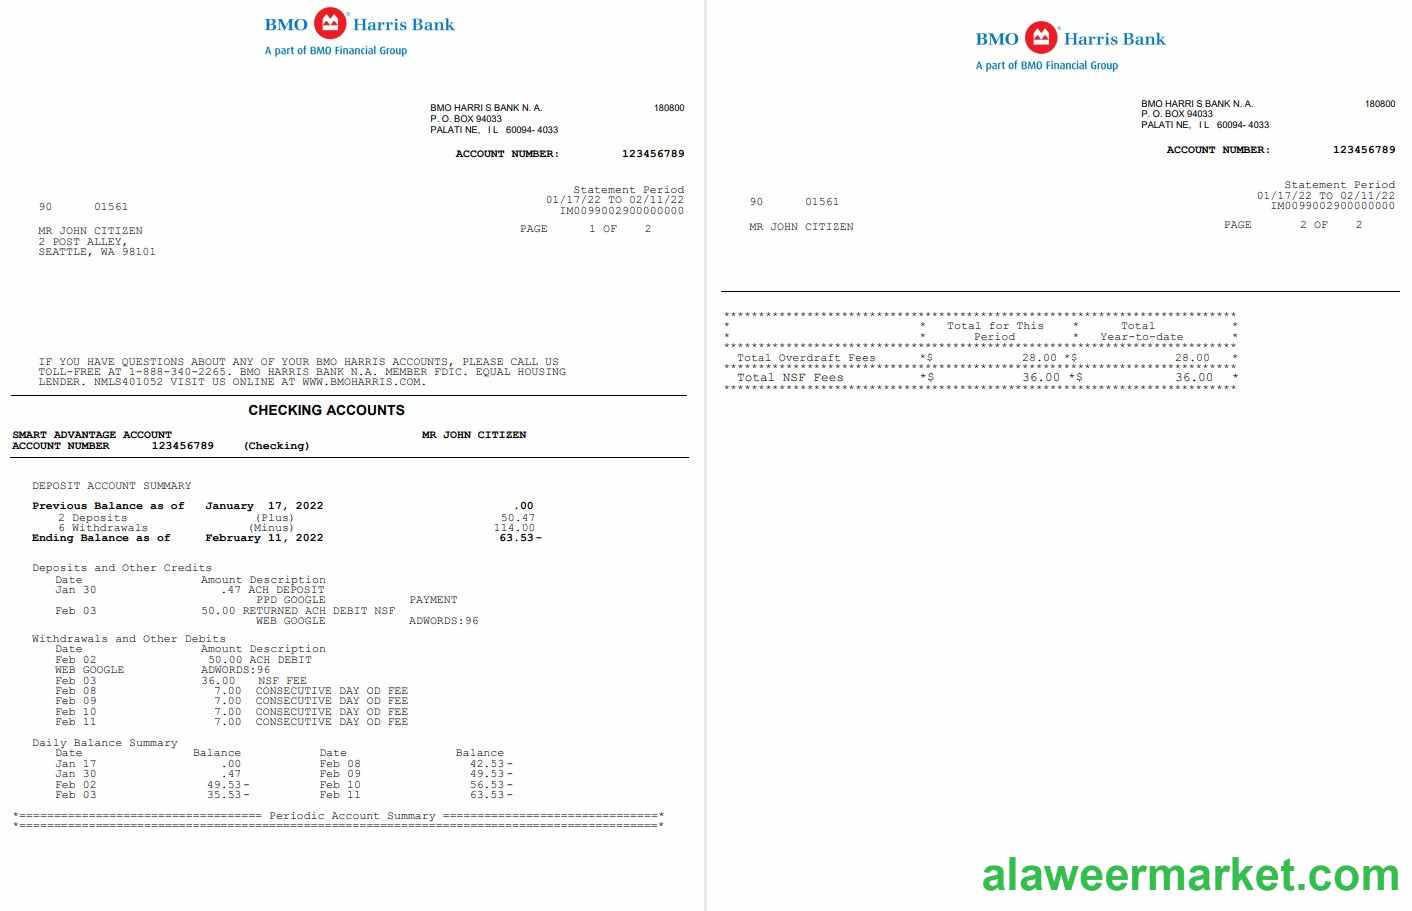 BMO Harris Bank
A part of BMO Financial Group
BMO HARRI S BANK N. A. 180800
P. O. BOX 94033
PALATI NE, I L 60094- 4033
ACCOUNT NUMBER: 123456789
Statement Period
01/17/22 TO 02/11/22
90 01561
IM0099002900000000
MR JOHN CITIZEN PAGE 1 OF 2
2 POST ALLEY,
SEATTLE, WA 98101
IF YOU HAVE QUESTIONS ABOUT ANY OF YOUR BMO HARRIS ACCOUNTS, PLEASE CALL US
TOLL-FREE AT 1-888-340-2265. BMO HARRIS BANK N.A. MEMBER FDIC. EQUAL HOUSING
LENDER. NMLS401052 VISIT US ONLINE AT WWW.BMOHARRIS.COM.
CHECKING ACCOUNTS
SMART ADVANTAGE ACCOUNT MR JOHN CITIZEN
ACCOUNT NUMBER 123456789 (Checking)
DEPOSIT ACCOUNT SUMMARY
Previous Balance as of January 17, 2022 .00
2 Deposits (Plus) 50.47
6 Withdrawals (Minus) 114.00
Ending Balance as of February 11, 2022 63.53-
Deposits and Other Credits
Date Amount Description
Jan 30 .47 ACH DEPOSIT
PPD GOOGLE PAYMENT
Feb 03 50.00 RETURNED ACH DEBIT NSF
WEB GOOGLE ADWORDS:96
Withdrawals and Other Debits
Date Amount Description
Feb 02 50.00 ACH DEBIT
WEB GOOGLE ADWORDS:96
Feb 03 36.00 NSF FEE
Feb 08 7.00 CONSECUTIVE DAY OD FEE
Feb 09 7.00 CONSECUTIVE DAY OD FEE
Feb 10 7.00 CONSECUTIVE DAY OD FEE
Feb 11 7.00 CONSECUTIVE DAY OD FEE
Daily Balance Summary
Date Balance Date Balance
Jan 17 .00 Feb 08 42.53-
Jan 30 .47 Feb 09 49.53-
Feb 02 49.53- Feb 10 56.53-
Feb 03 35.53- Feb 11 63.53-
*=================================== Periodic Account Summary ===============================*
*============================================================================================*
BMO Harris Bank
A part of BMO Financial Group
BMO HARRI S BANK N. A. 180800
P. O. BOX 94033
PALATI NE, I L 60094- 4033
ACCOUNT NUMBER: 123456789
Statement Period
01/17/22 TO 02/11/22
90 01561
IM0099002900000000
MR JOHN CITIZEN PAGE 2 OF 2
**************************************************************************
* * Total for This * Total *
* * Period * Year-to-date *
**************************************************************************
Total Overdraft Fees *$ 28.00 *$ 28.00 *
**************************************************************************
Total NSF Fees *$ 36.00 *$ 36.00 *
**************************************************************************
alaweermarket.com